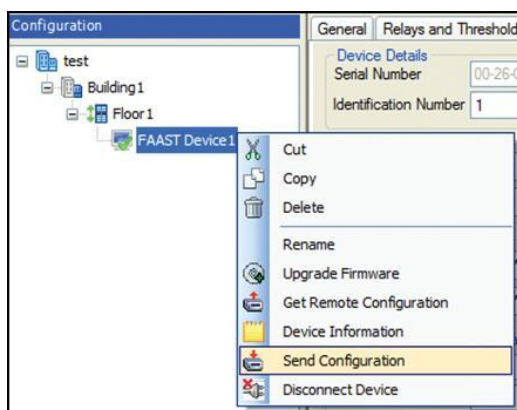 Configuration
General Relays and Threshold
test
Device Details
Serial Number 00-26-
Building1
Identification Number 1
Floor1
FAAST Device1
Cut
Copy
Delete
Rename
Upgrade Firmware
Get Remote Configuration
Device Information
Send Configuration
Disconnect Device